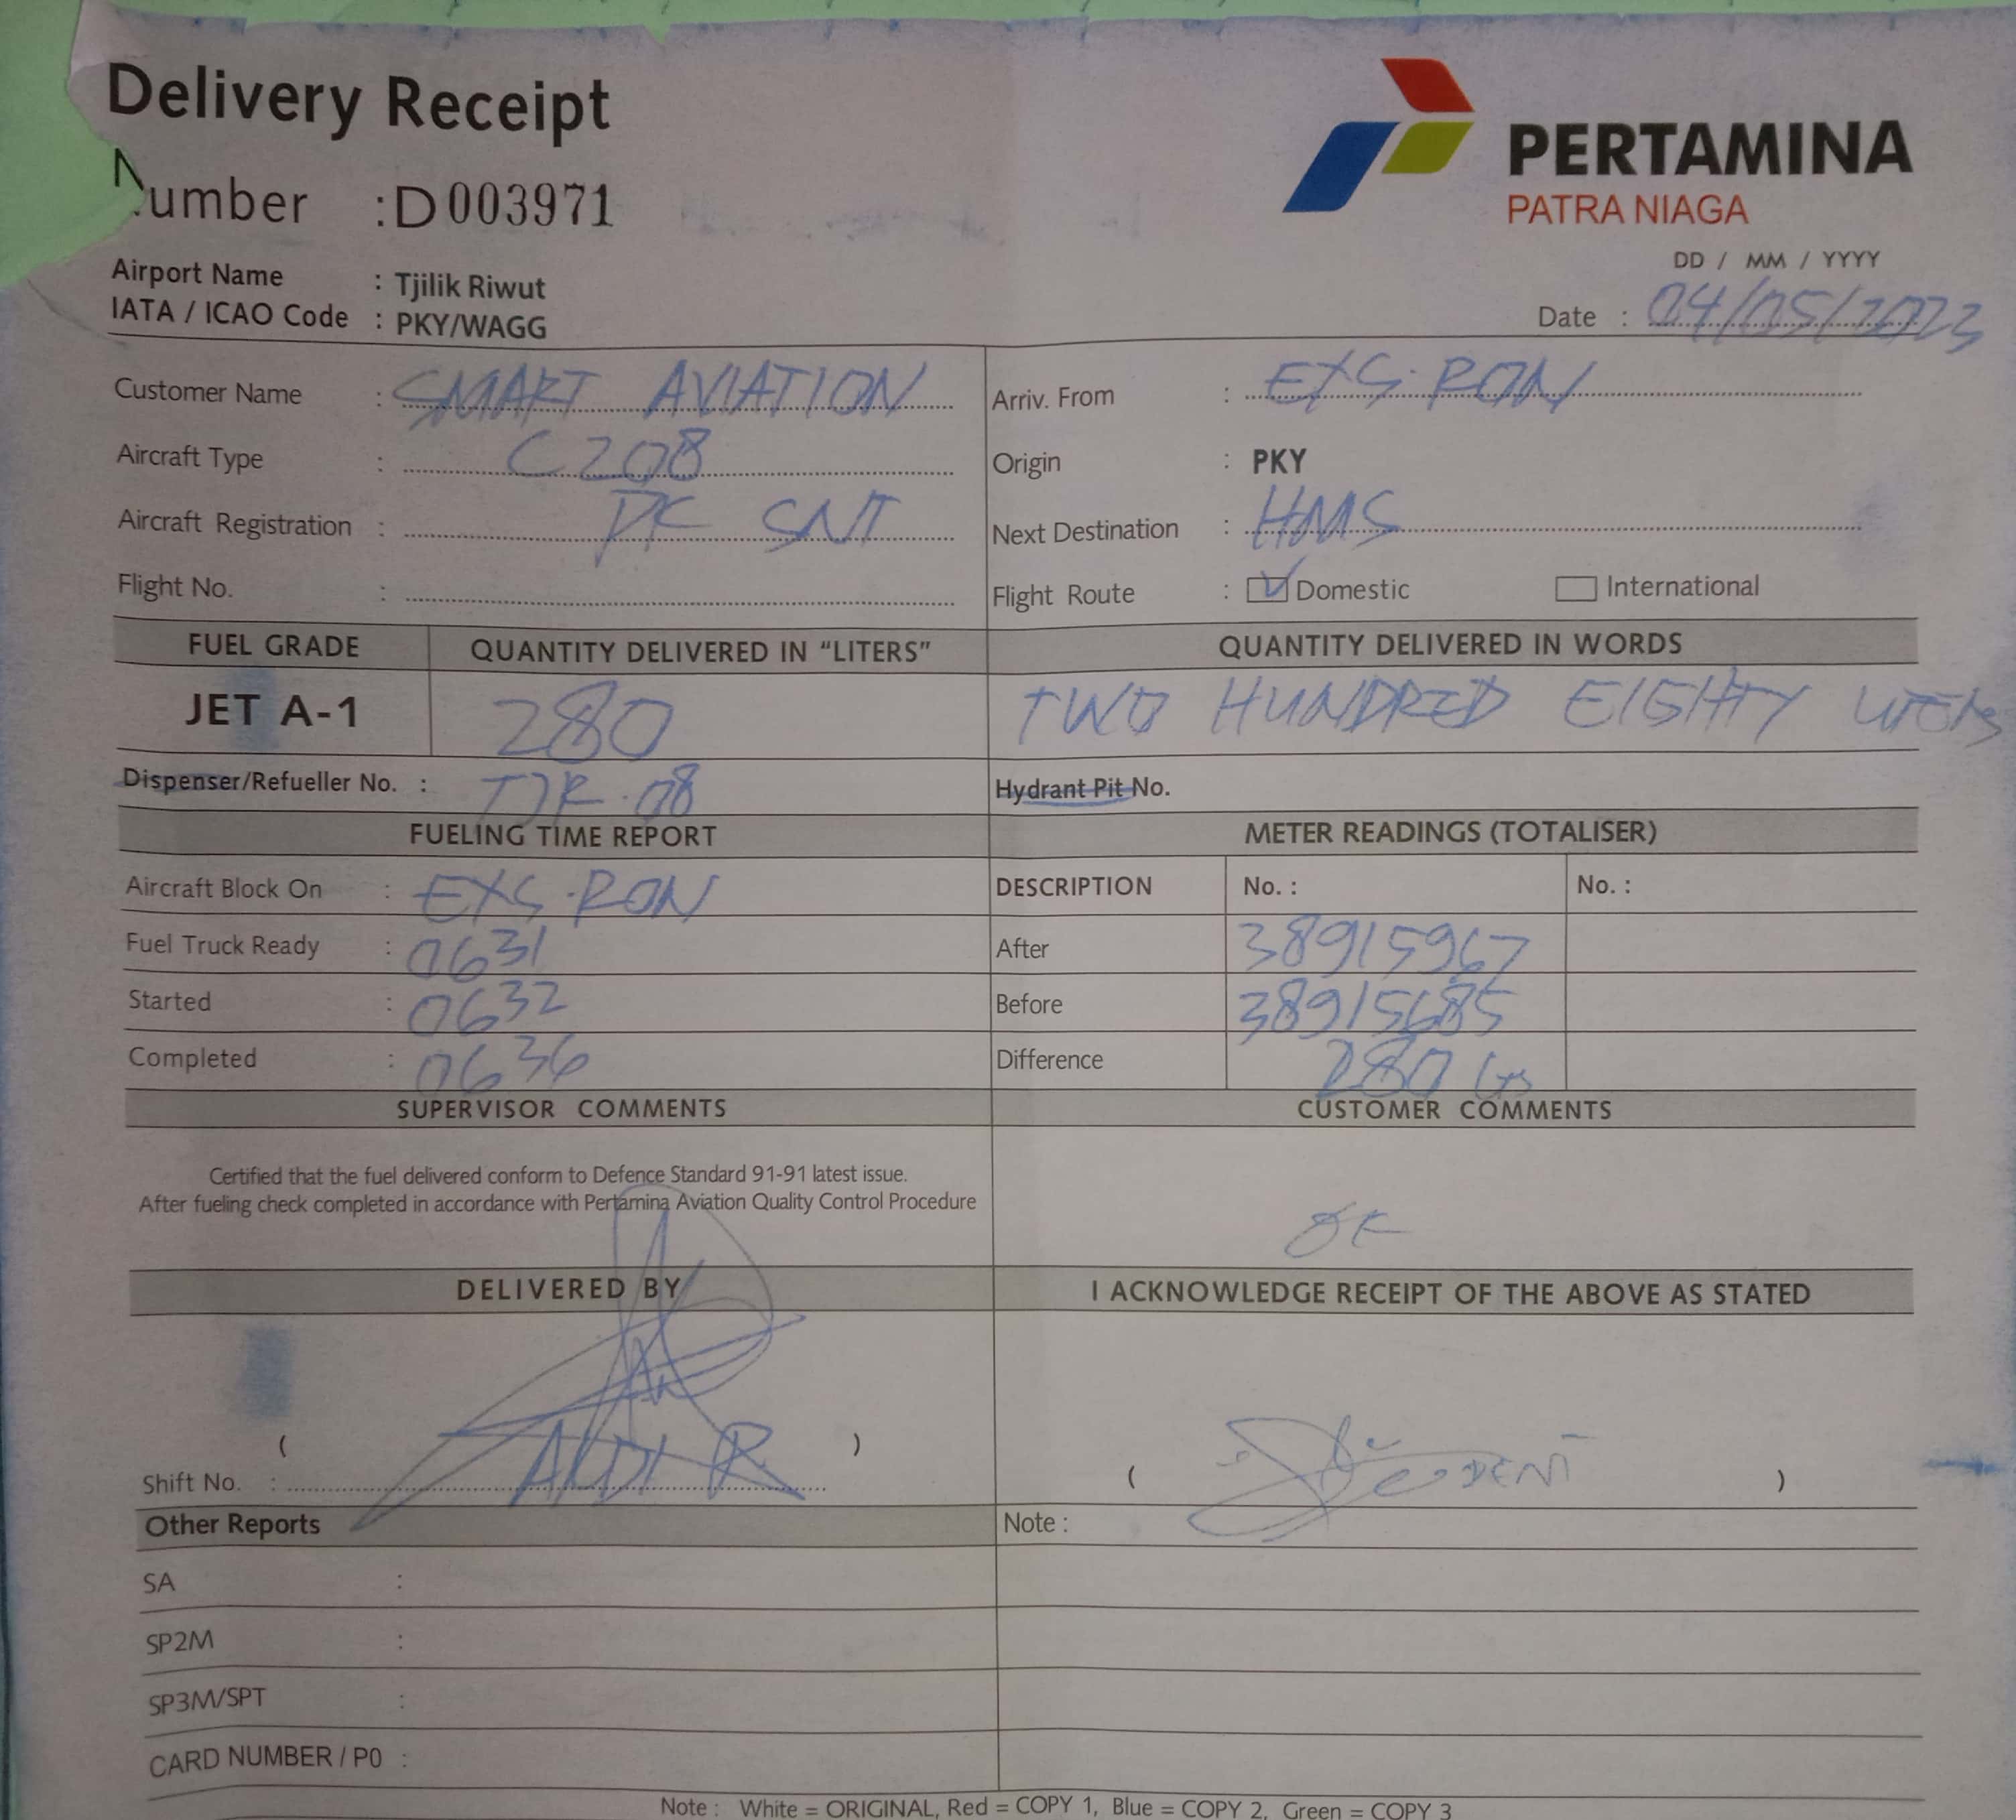 Delivery Receipt
Number : D 003971
PERTAMINA
PATRA NIAGA
Airport Name : Tjilik Riwut
IATA / ICAO Code : PKY/WAGG
DD / MM / YYYY
Date : 04/05/2023
Customer Name : SMART AVIATION
Arriv. From : EXS.RON
Aircraft Type : C208
Origin : PKY
Aircraft Registration : PK SNT
Next Destination : HMS
Flight No. :
Flight Route : Domestic International
FUEL GRADE QUANTITY DELIVERED IN “LITERS” QUANTITY DELIVERED IN WORDS
JET A-1 280 TWO HUNDRED EIGHTY
Dispenser/Refueller No. : TJR.08 Hydrant Pit No.
FUELING TIME REPORT METER READINGS (TOTALISER)
Aircraft Block On : EXS.RON DESCRIPTION No. : No. :
Fuel Truck Ready : 0631 After 38915967
Started : 0632 Before 38915685
Completed : 0636 Difference 280
SUPERVISOR COMMENTS CUSTOMER COMMENTS
Certified that the fuel delivered conform to Defence Standard 91-91 latest issue.
After fueling check completed in accordance with Pertamina Aviation Quality Control Procedure
OK
DELIVERED BY I ACKNOWLEDGE RECEIPT OF THE ABOVE AS STATED
( ALDI R )
Shift No. :
( )
Other Reports Note :
SA :
SP2M :
SP3M/SPT :
CARD NUMBER / P0 :
Note : White = ORIGINAL, Red = COPY 1, Blue = COPY 2, Green = COPY 3